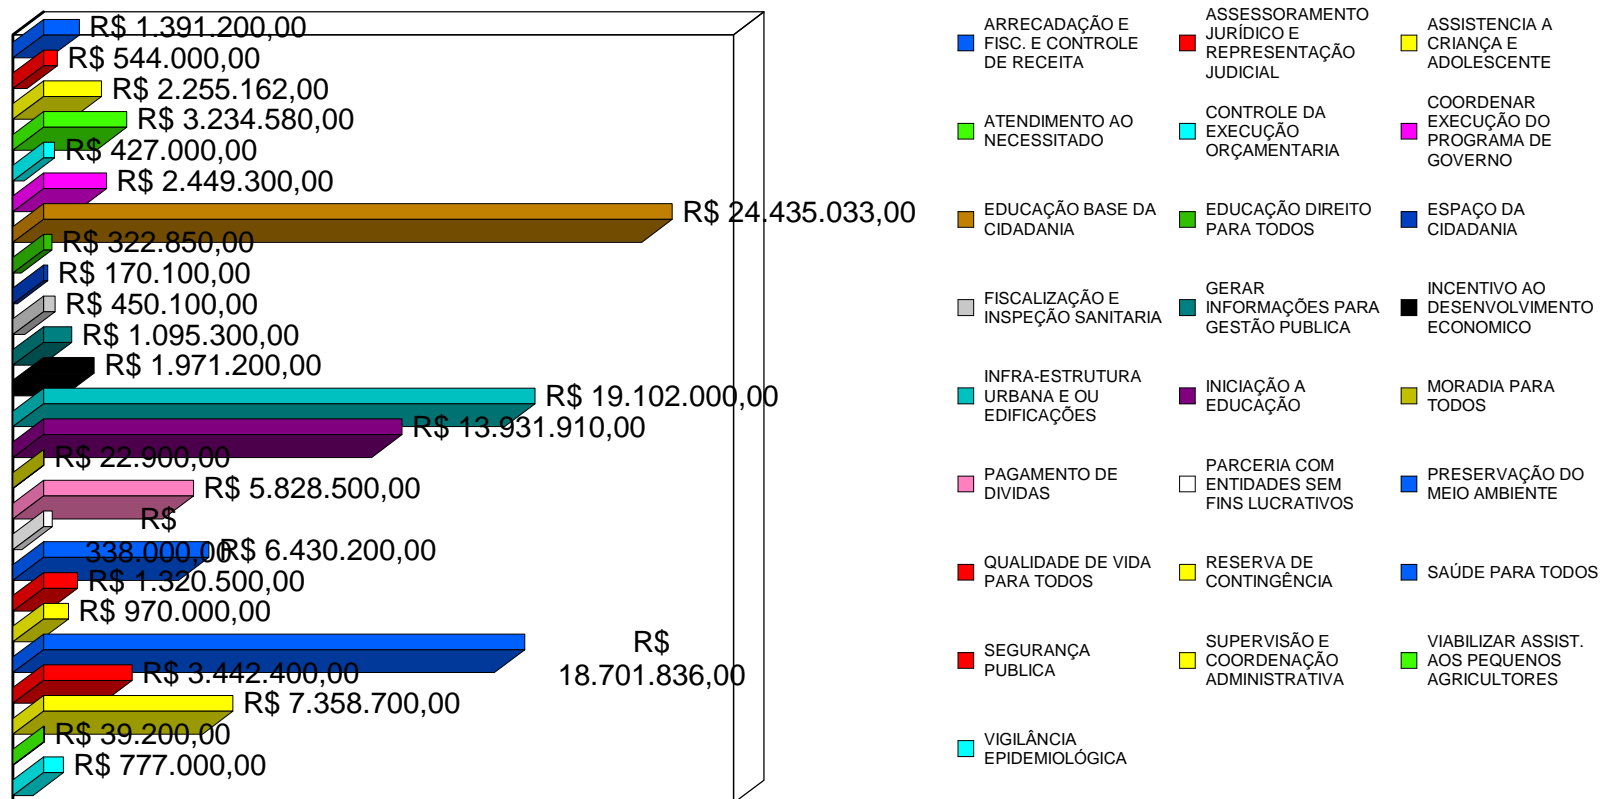 R$ 1.391.200,00
R$ 544.000,00
R$ 2.255.162,00
R$ 3.234.580,00
R$ 427.000,00
R$ 2.449.300,00
R$ 24.435.033,00
R$ 322.850,00
R$ 170.100,00
R$ 450.100,00
R$ 1.095.300,00
R$ 1.971.200,00
R$ 19.102.000,00
R$ 13.931.910,00
R$ 22.900,00
R$ 5.828.500,00
R$
338.000,00
R$ 6.430.200,00
R$ 1.320.500,00
R$ 970.000,00
R$
18.701.836,00
R$ 3.442.400,00
R$ 7.358.700,00
R$ 39.200,00
R$ 777.000,00
ARRECADAÇÃO E
FISC. E CONTROLE
DE RECEITA
ASSESSORAMENTO
JURÍDICO E
REPRESENTAÇÃO
JUDICIAL
ASSISTENCIA A
CRIANÇA E
ADOLESCENTE
ATENDIMENTO AO
NECESSITADO
CONTROLE DA
EXECUÇÃO
ORÇAMENTARIA
COORDENAR
EXECUÇÃO DO
PROGRAMA DE
GOVERNO
EDUCAÇÃO BASE DA
CIDADANIA
EDUCAÇÃO DIREITO
PARA TODOS
ESPAÇO DA
CIDADANIA
FISCALIZAÇÃO E
INSPEÇÃO SANITARIA
GERAR
INFORMAÇÕES PARA
GESTÃO PUBLICA
INCENTIVO AO
DESENVOLVIMENTO
ECONOMICO
INFRA-ESTRUTURA
URBANA E OU
EDIFICAÇÕES
INICIAÇÃO A
EDUCAÇÃO
MORADIA PARA
TODOS
PAGAMENTO DE
DIVIDAS
PARCERIA COM
ENTIDADES SEM
FINS LUCRATIVOS
PRESERVAÇÃO DO
MEIO AMBIENTE
QUALIDADE DE VIDA
PARA TODOS
RESERVA DE
CONTINGÊNCIA
SAÚDE PARA TODOS
SEGURANÇA
PUBLICA
SUPERVISÃO E
COORDENAÇÃO
ADMINISTRATIVA
VIABILIZAR ASSIST.
AOS PEQUENOS
AGRICULTORES
VIGILÂNCIA
EPIDEMIOLÓGICA